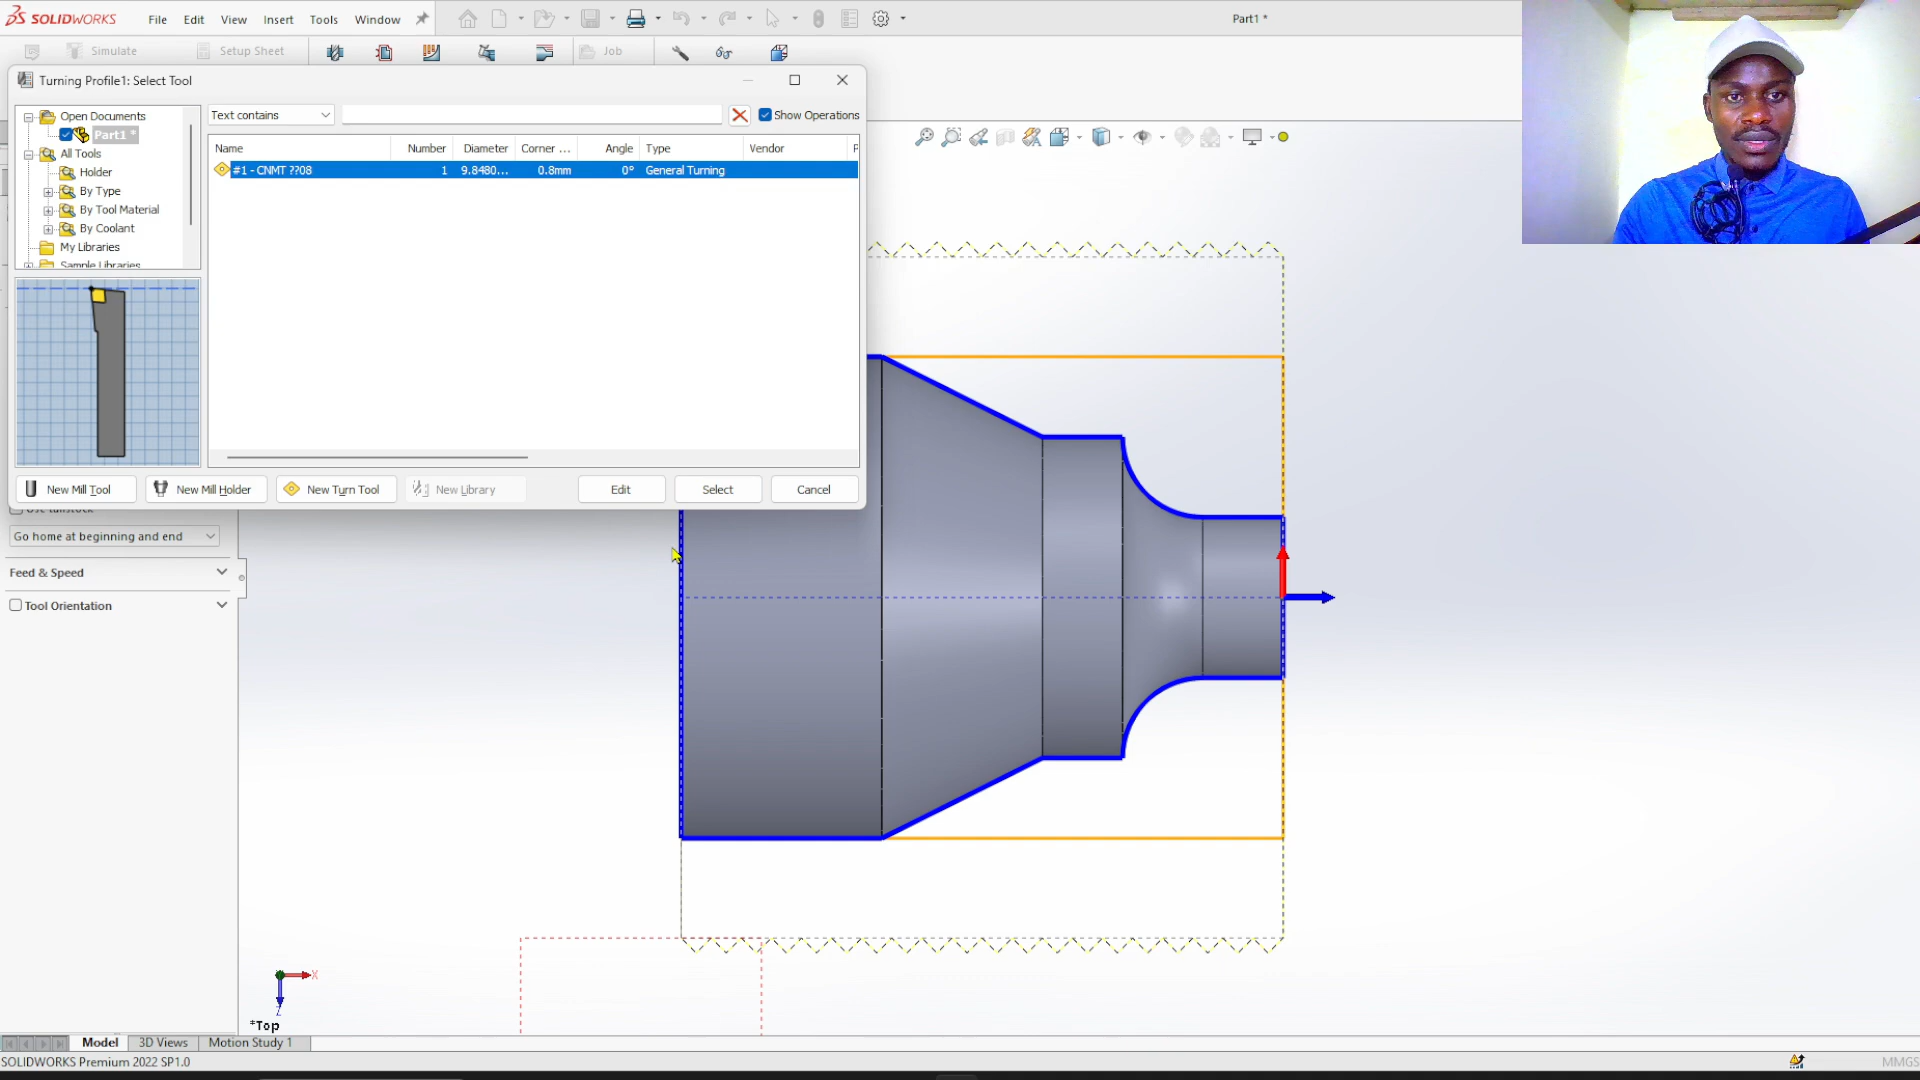 SOLIDWORKS File Edit View Insert Tools Window
Part1 *
Simulate Setup Sheet Job
Turning Profile1: Select Tool
Open Documents
Part1 *
All Tools
Holder
By Type
By Tool Material
By Coolant
My Libraries
Sample Libraries
Text contains
Show Operations
Name Number Diameter Corner ... Angle Type Vendor
#1 - CNMT ??08 1 9.8480... 0.8mm 0° General Turning
New Mill Tool New Mill Holder New Turn Tool New Library Edit Select Cancel
Use tailstock
Go home at beginning and end
Feed & Speed
Tool Orientation
X
Z
*Top
Model 3D Views Motion Study 1
SOLIDWORKS Premium 2022 SP1.0
MMGS